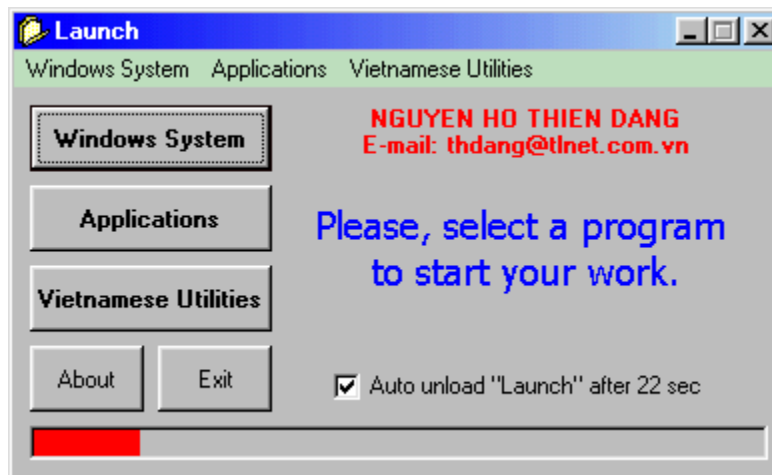 Launch
Windows System Applications Vietnamese Utilities
Windows System
NGUYEN HO THIEN DANG
E-mail: thdang@tlnet.com.vn
Applications
Please, select a program
to start your work.
Vietnamese Utilities
About
Exit
Auto unload "Launch" after 22 sec